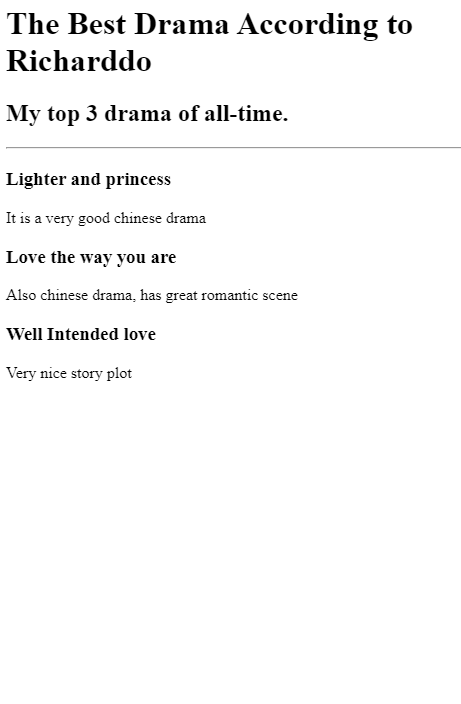 The Best Drama According to
Richarddo
My top 3 drama of all-time.
Lighter and princess
It is a very good chinese drama
Love the way you are
Also chinese drama, has great romantic scene
Well Intended love
Very nice story plot